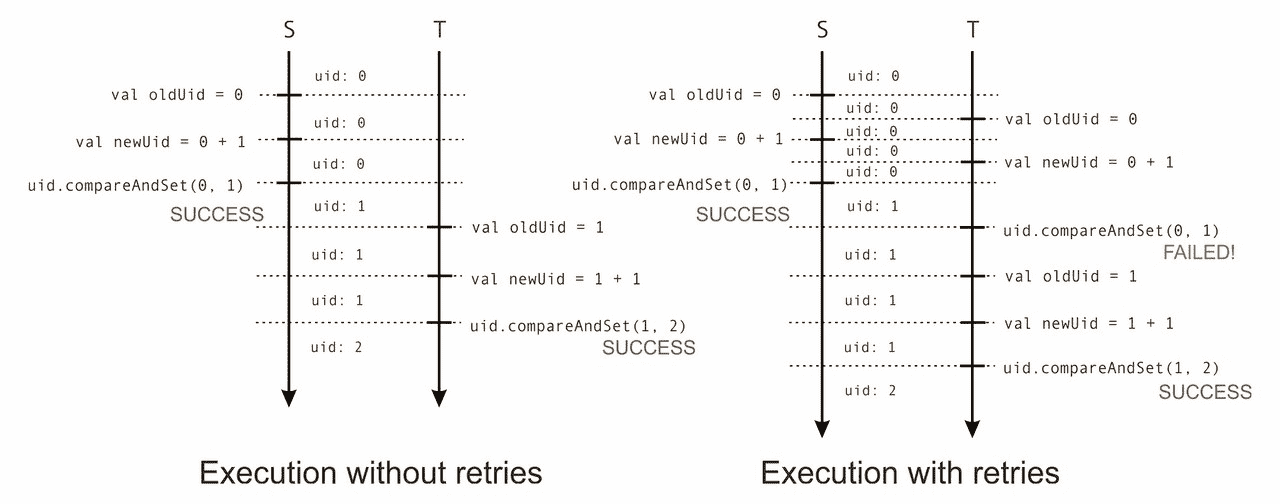 S T
uid: 0
val oldUid = 0
uid: 0
val newUid = 0 + 1
uid: 0
uid.compareAndSet(0, 1)
SUCCESS
uid: 1
val oldUid = 1
uid: 1
val newUid = 1 + 1
uid: 1
uid.compareAndSet(1, 2)
SUCCESS
uid: 2
Execution without retries
S T
uid: 0
val oldUid = 0
uid: 0
val oldUid = 0
uid: 0
val newUid = 0 + 1
uid: 0
val newUid = 0 + 1
uid: 0
uid.compareAndSet(0, 1)
SUCCESS
uid: 1
uid.compareAndSet(0, 1)
FAILED!
uid: 1
val oldUid = 1
uid: 1
val newUid = 1 + 1
uid: 1
uid.compareAndSet(1, 2)
SUCCESS
uid: 2
Execution with retries